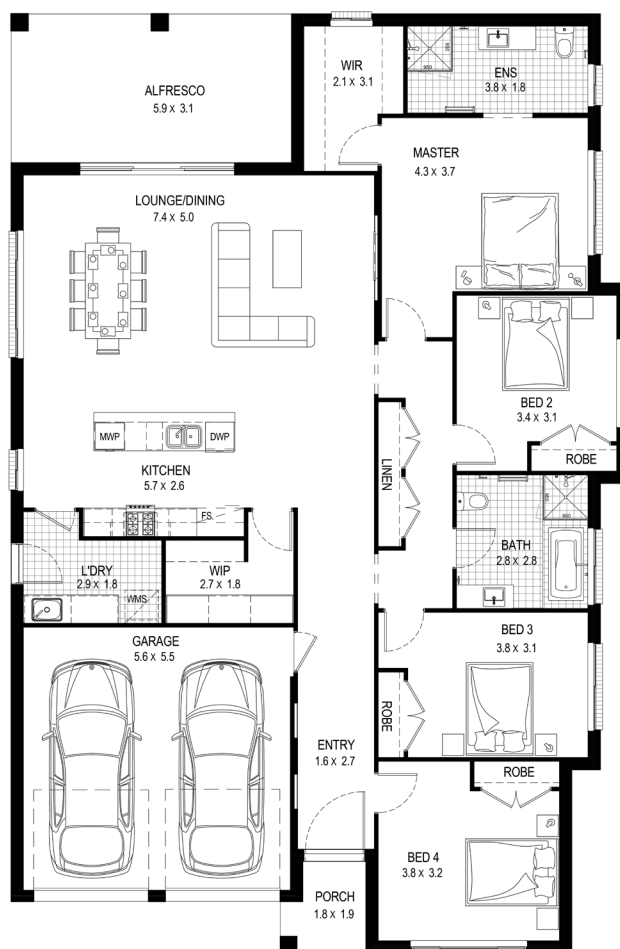 WIR
2.1 x 3.1
950
950
ENS
3.8 x 1.8
ALFRESCO
5.9 x 3.1
MASTER
4.3 x 3.7
LOUNGE/DINING
7.4 x 5.0
BED 2
3.4 x 3.1
MWP
DWP
ROBE
KITCHEN
5.7 x 2.6
LINEN
FS.
950
950
BATH
2.8 x 2.8
L'DRY
2.9 x 1.8
WIP
2.7 x 1.8
WMS
GARAGE
5.6 x 5.5
BED 3
3.8 x 3.1
ROBE
ENTRY
1.6 x 2.7
ROBE
BED 4
3.8 x 3.2
PORCH
1.8 x 1.9